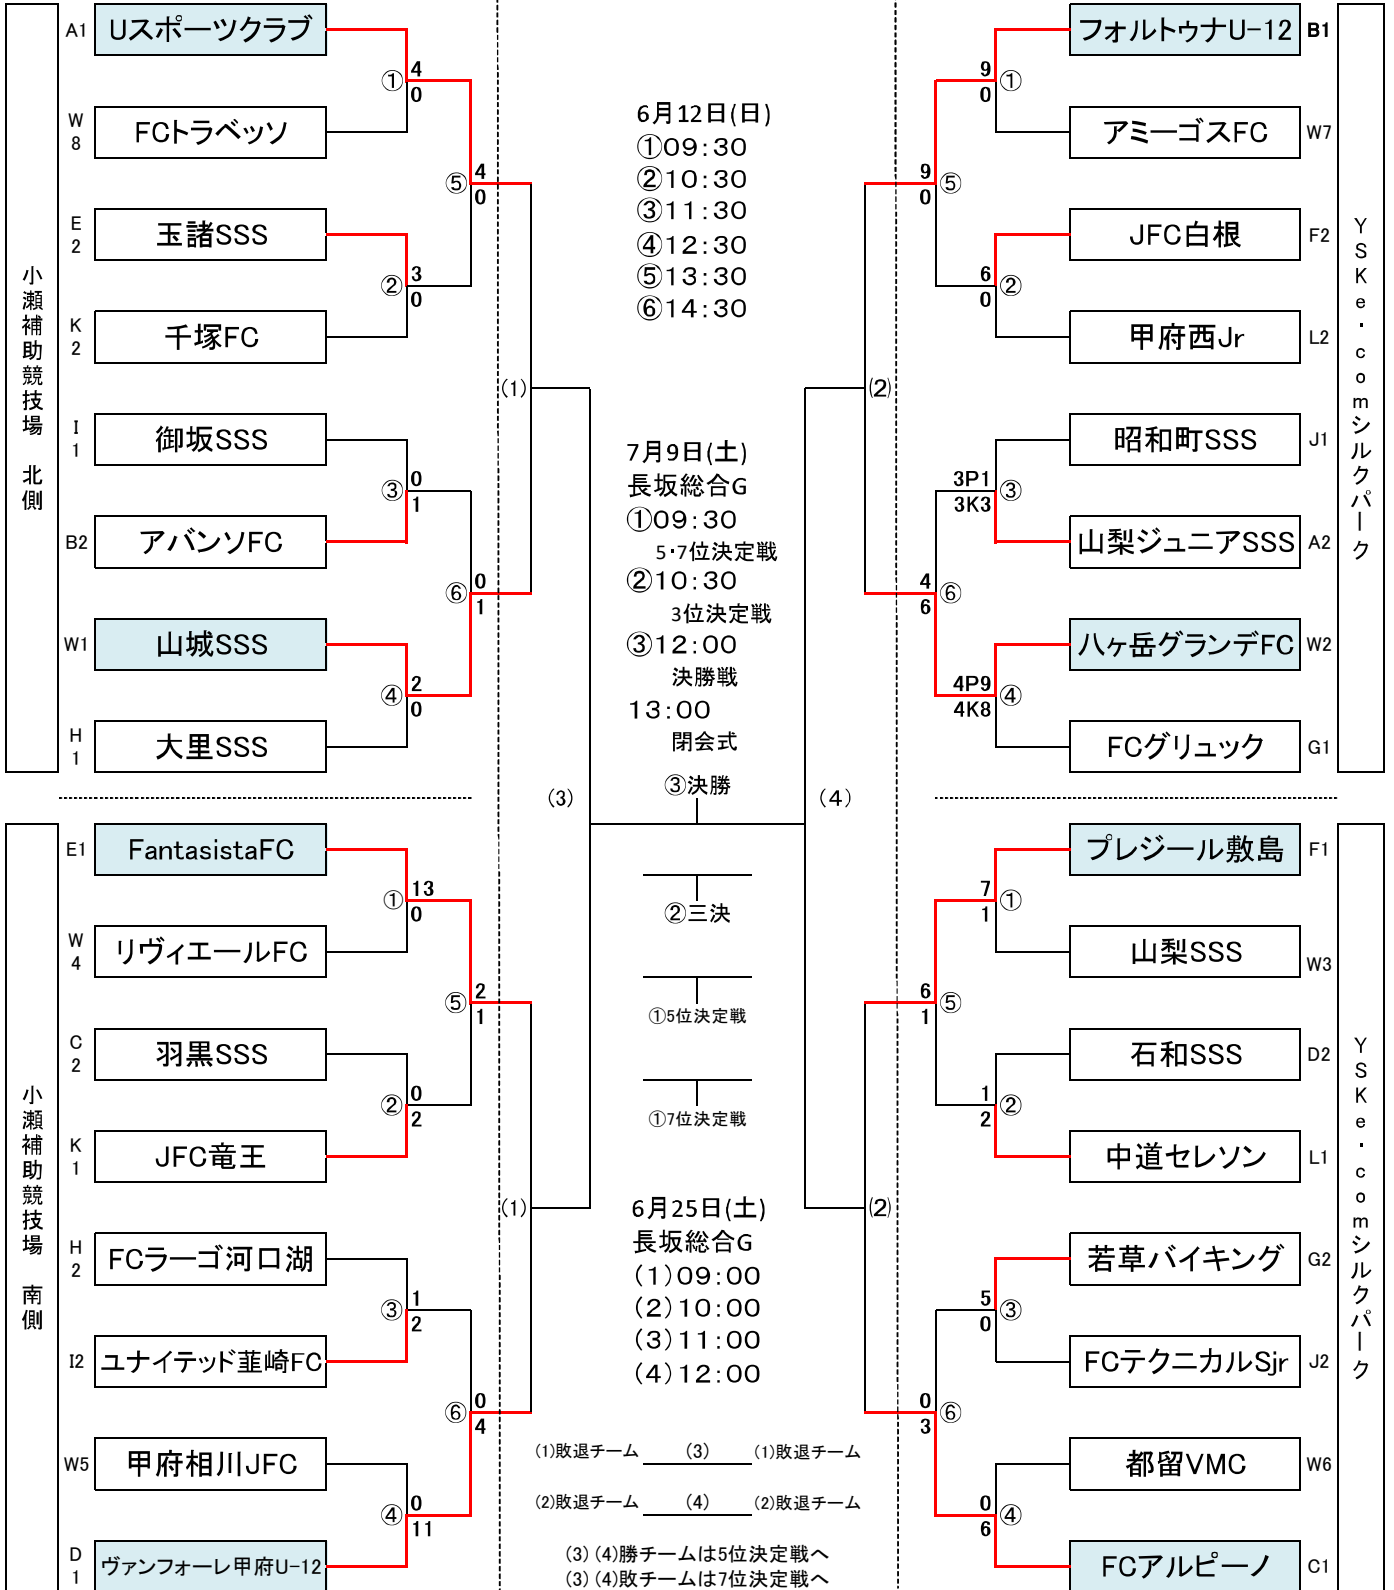 小瀬補助競技場 北側
A1 Uスポーツクラブ
① 4
0
W8 FCトラベッソ
⑤ 4
0
E2 玉諸SSS
② 3
0
K2 千塚FC
(1)
I1 御坂SSS
③ 0
1
B2 アバンソFC
⑥ 0
1
W1 山城SSS
④ 2
0
H1 大里SSS
小瀬補助競技場 南側
E1 FantasistaFC
① 13
0
W4 リヴィエールFC
⑤ 2
1
C2 羽黒SSS
② 0
2
K1 JFC竜王
(1)
H2 FCラーゴ河口湖
③ 1
2
I2 ユナイテッド韮崎FC
⑥ 0
4
W5 甲府相川JFC
④ 0
11
D1 ヴァンフォーレ甲府U-12
6月12日(日)
①09:30
②10:30
③11:30
④12:30
⑤13:30
⑥14:30
7月9日(土)
長坂総合G
①09:30
5・7位決定戦
②10:30
3位決定戦
③12:00
決勝戦
13:00
閉会式
③決勝
(3)
(4)
②三決
①5位決定戦
①7位決定戦
6月25日(土)
長坂総合G
(1)09:00
(2)10:00
(3)11:00
(4)12:00
(1)敗退チーム (3) (1)敗退チーム
(2)敗退チーム (4) (2)敗退チーム
(3)(4)勝チームは5位決定戦へ
(3)(4)敗チームは7位決定戦へ
フォルトゥナU-12 B1
9 ①
0
アミーゴスFC W7
9 ⑤
0
JFC白根 F2
6 ②
0
甲府西Jr L2
(2)
昭和町SSS J1
3P1 ③
3K3
山梨ジュニアSSS A2
4 ⑥
6
八ヶ岳グランデFC W2
4P9 ④
4K8
FCグリュック G1
YSKe・comシルクパーク
プレジール敷島 F1
7 ①
1
山梨SSS W3
6 ⑤
1
石和SSS D2
1 ②
2
中道セレソン L1
(2)
若草バイキング G2
5 ③
0
FCテクニカルSjr J2
0 ⑥
3
都留VMC W6
0 ④
6
FCアルピーノ C1
YSKe・comシルクパーク